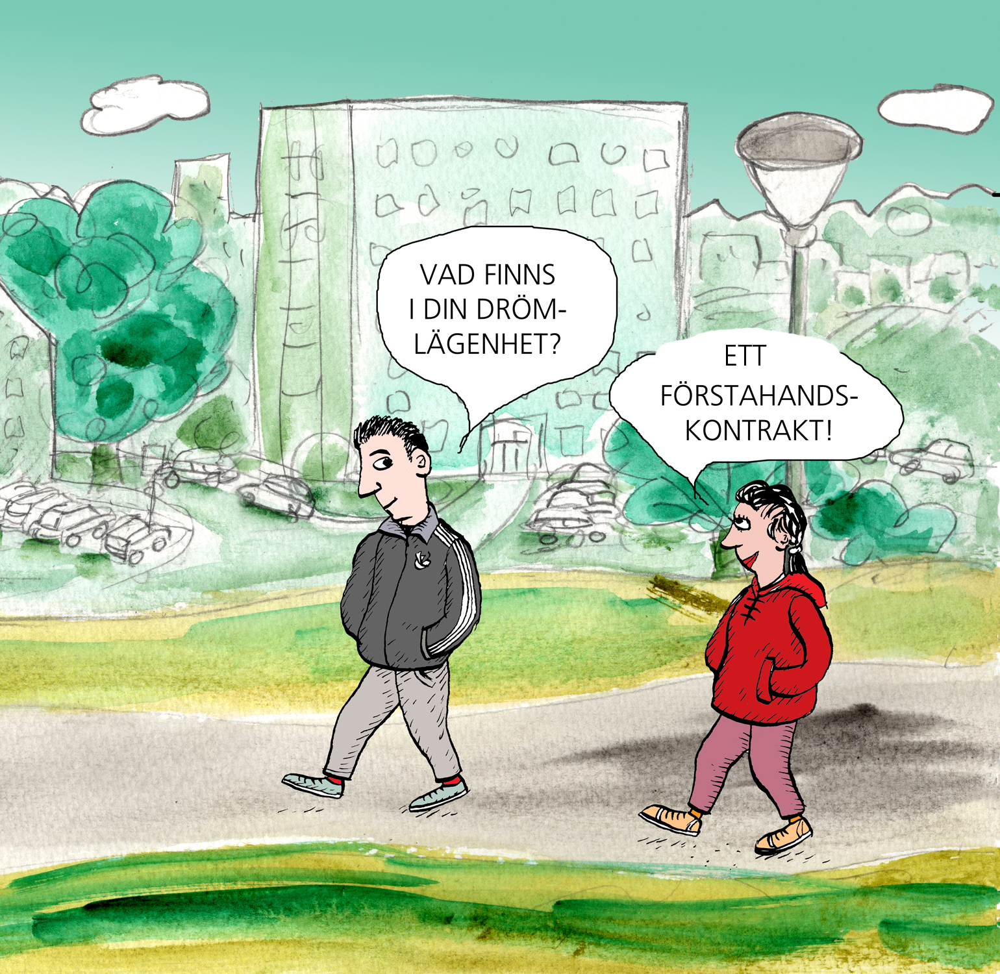 VAD FINNS
I DIN DRÖM-
LÄGENHET?
ETT
FÖRSTAHANDS-
KONTRAKT!